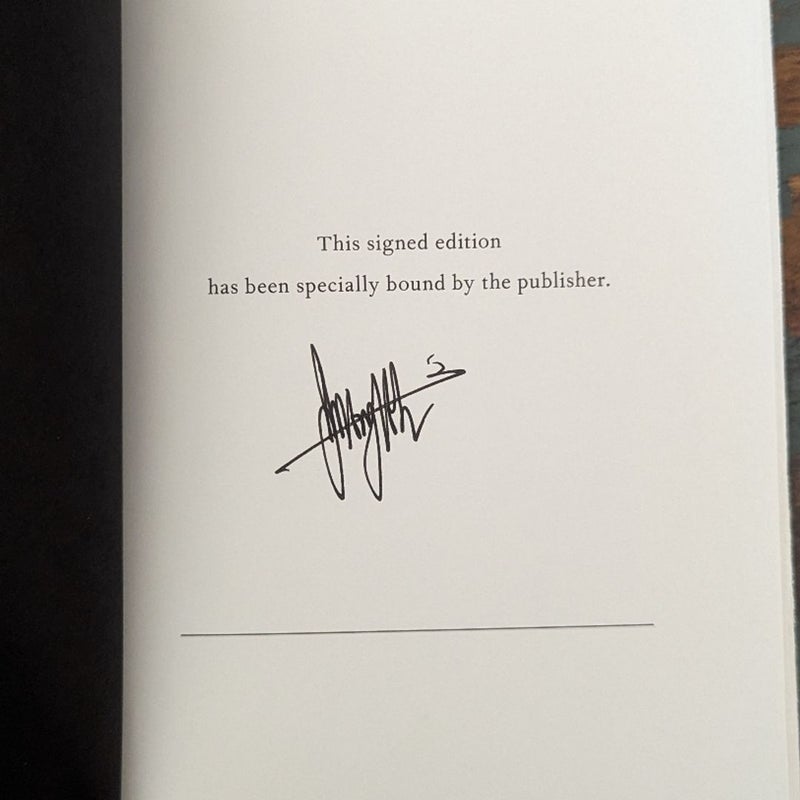 This signed edition
has been specially bound by the publisher.